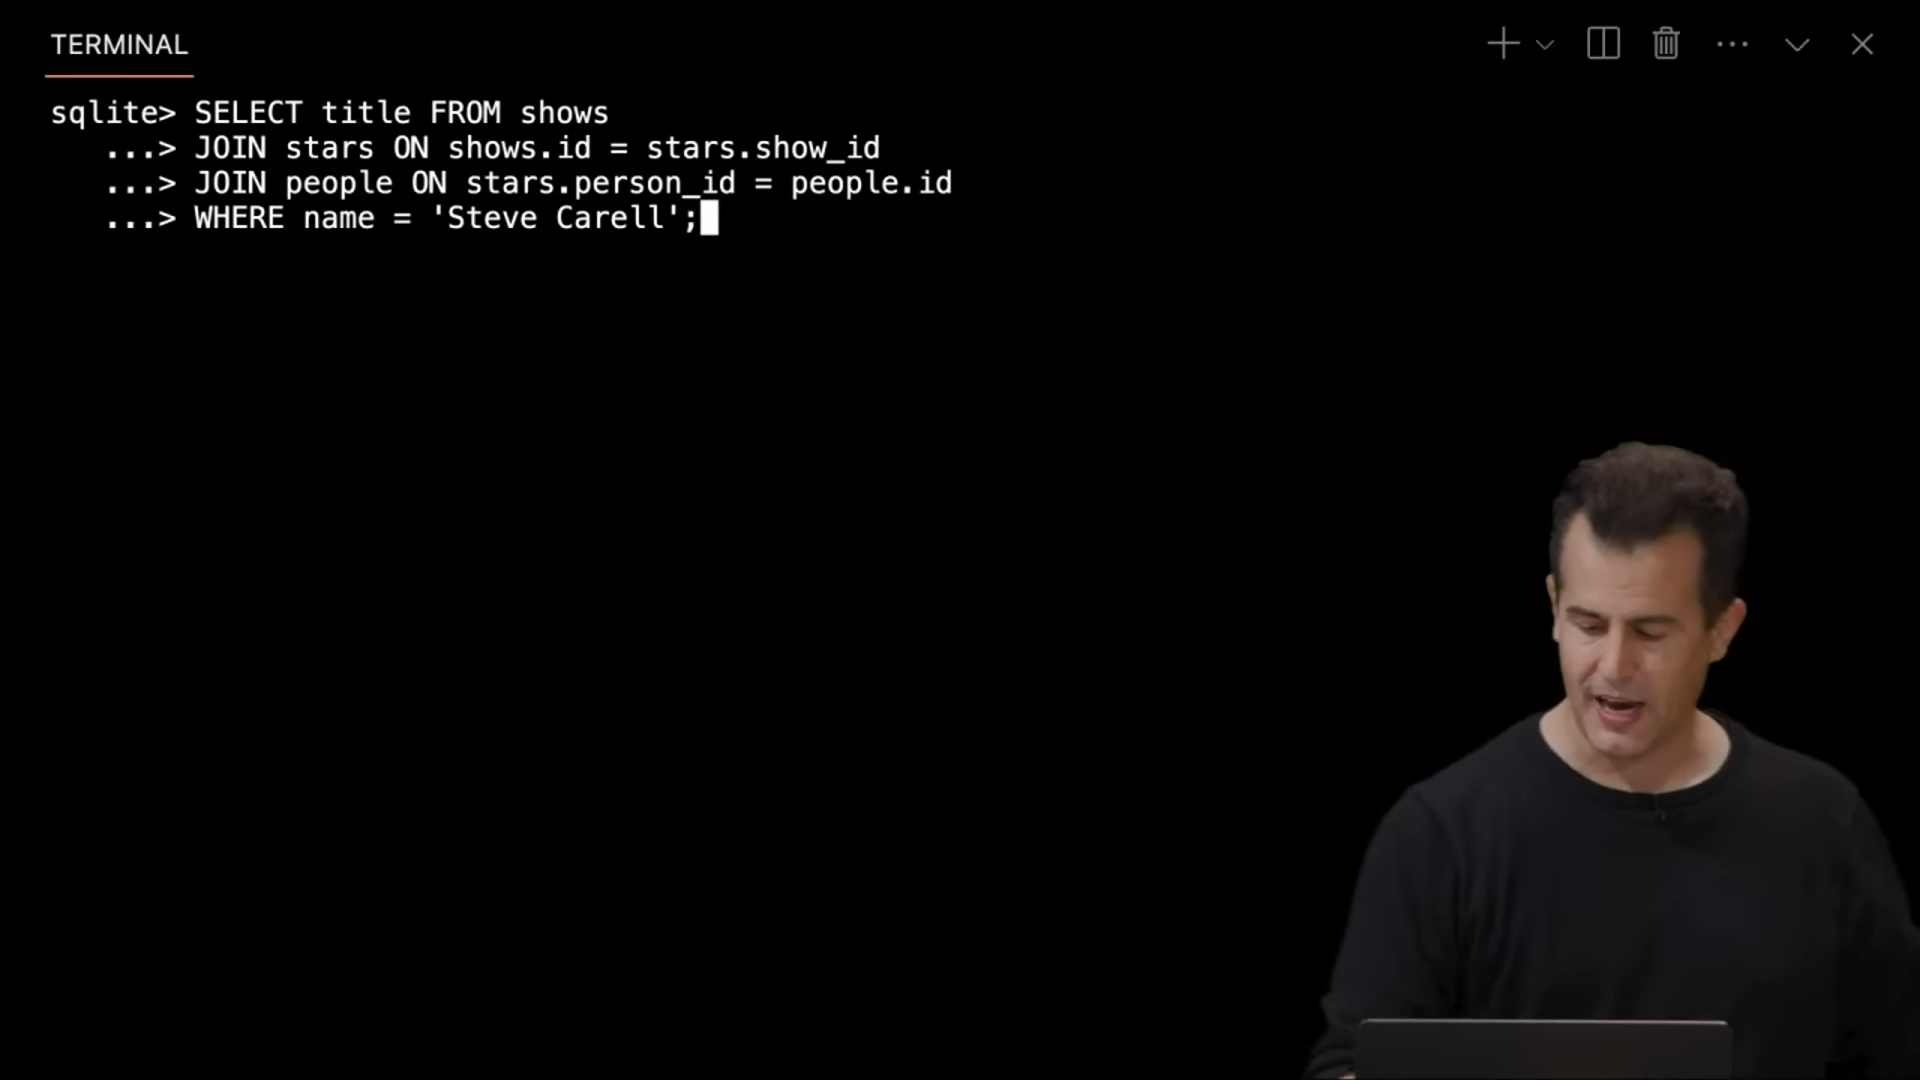 TERMINAL
sqlite> SELECT title FROM shows
...> JOIN stars ON shows.id = stars.show_id
...> JOIN people ON stars.person_id = people.id
...> WHERE name = 'Steve Carell';